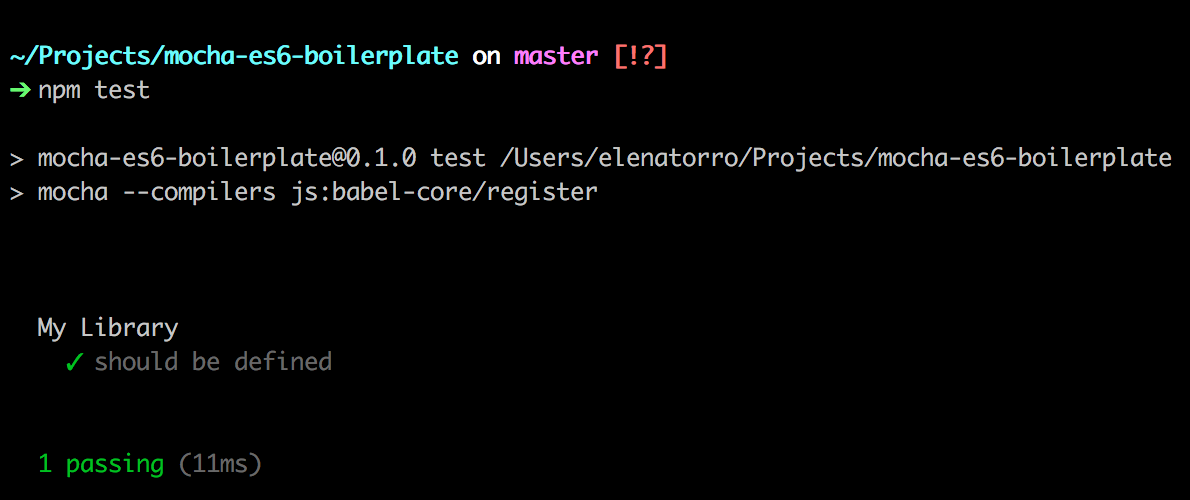 ~/Projects/mocha-es6-boilerplate on master [!?]
➜ npm test
> mocha-es6-boilerplate@0.1.0 test /Users/elenatorro/Projects/mocha-es6-boilerplate
> mocha --compilers js:babel-core/register
My Library
✓ should be defined
1 passing (11ms)